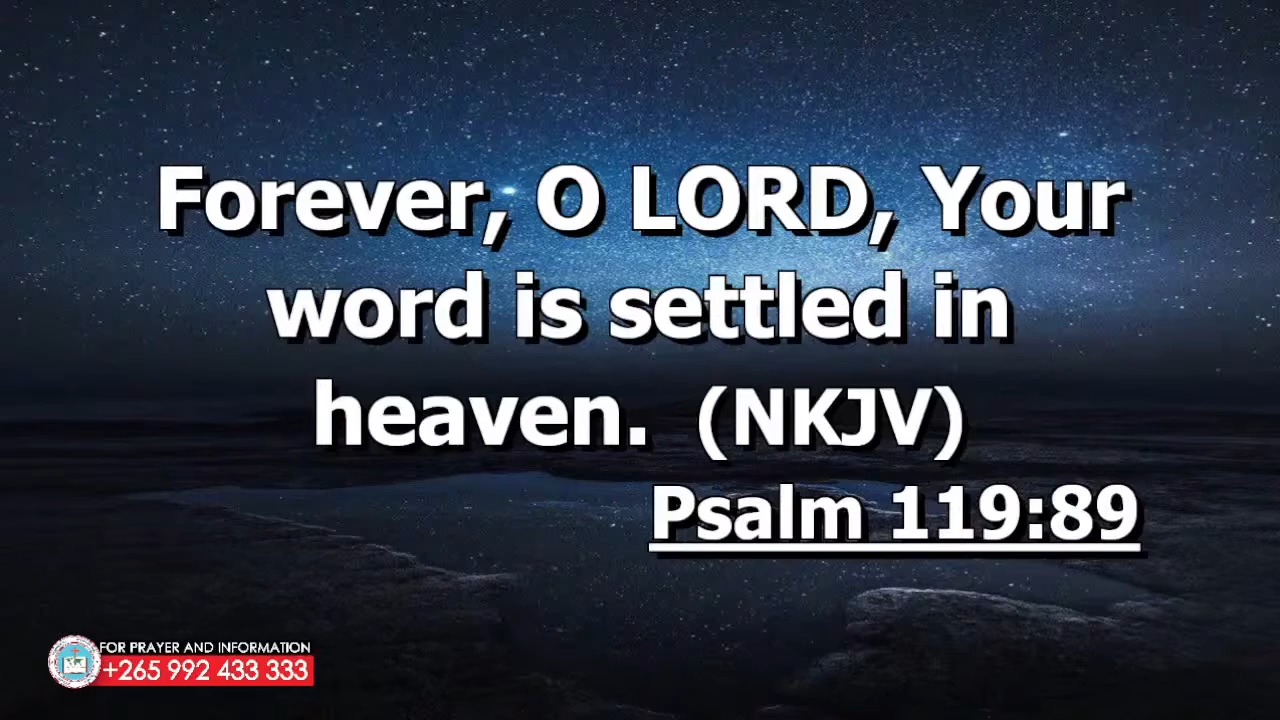 Forever, O LORD, Your
word is settled in
heaven. (NKJV)
Psalm 119:89
FOR PRAYER AND INFORMATION
+265 992 433 333